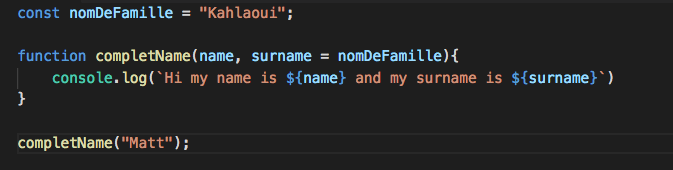 const nomDeFamille = "Kahlaoui";
function completName(name, surname = nomDeFamille){
console.log(`Hi my name is ${name} and my surname is ${surname}`)
}
completName("Matt");